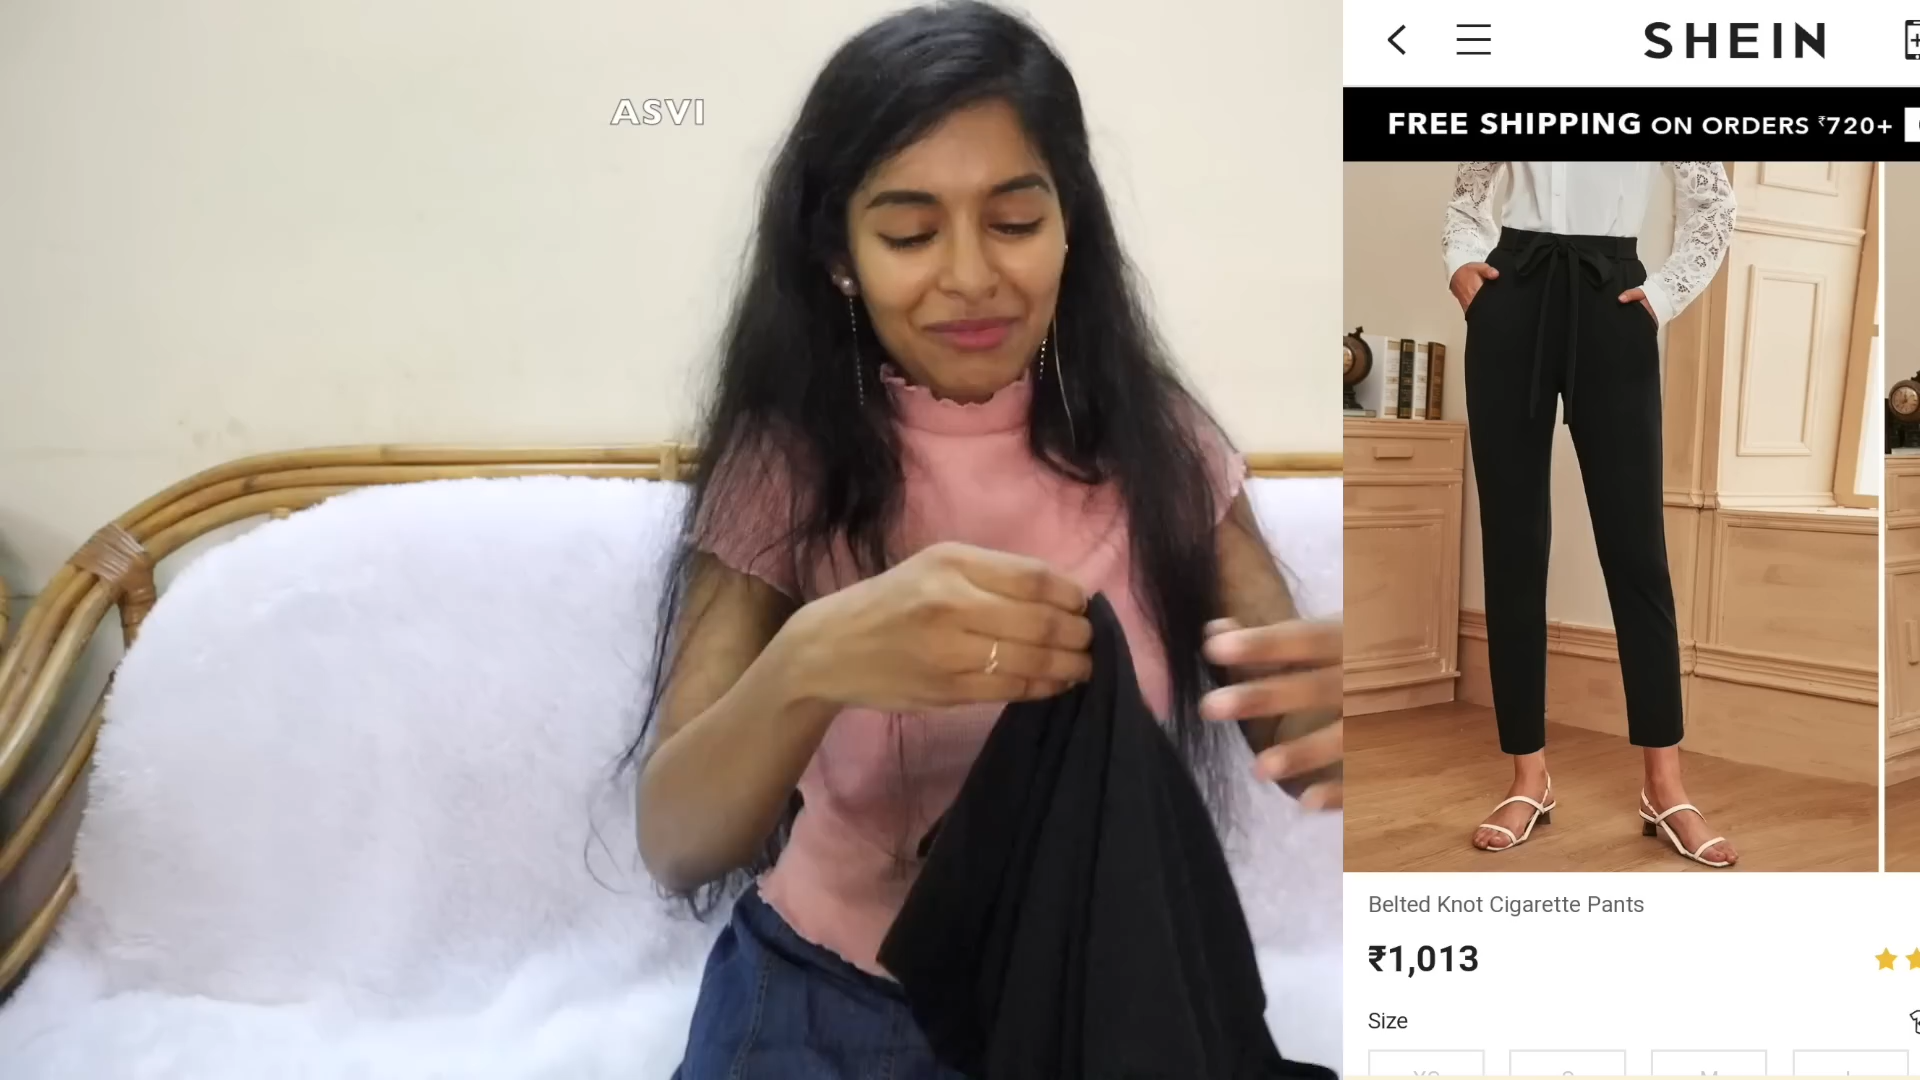 ASVI
SHEIN
FREE SHIPPING ON ORDERS ₹720+
Belted Knot Cigarette Pants
₹1,013
Size